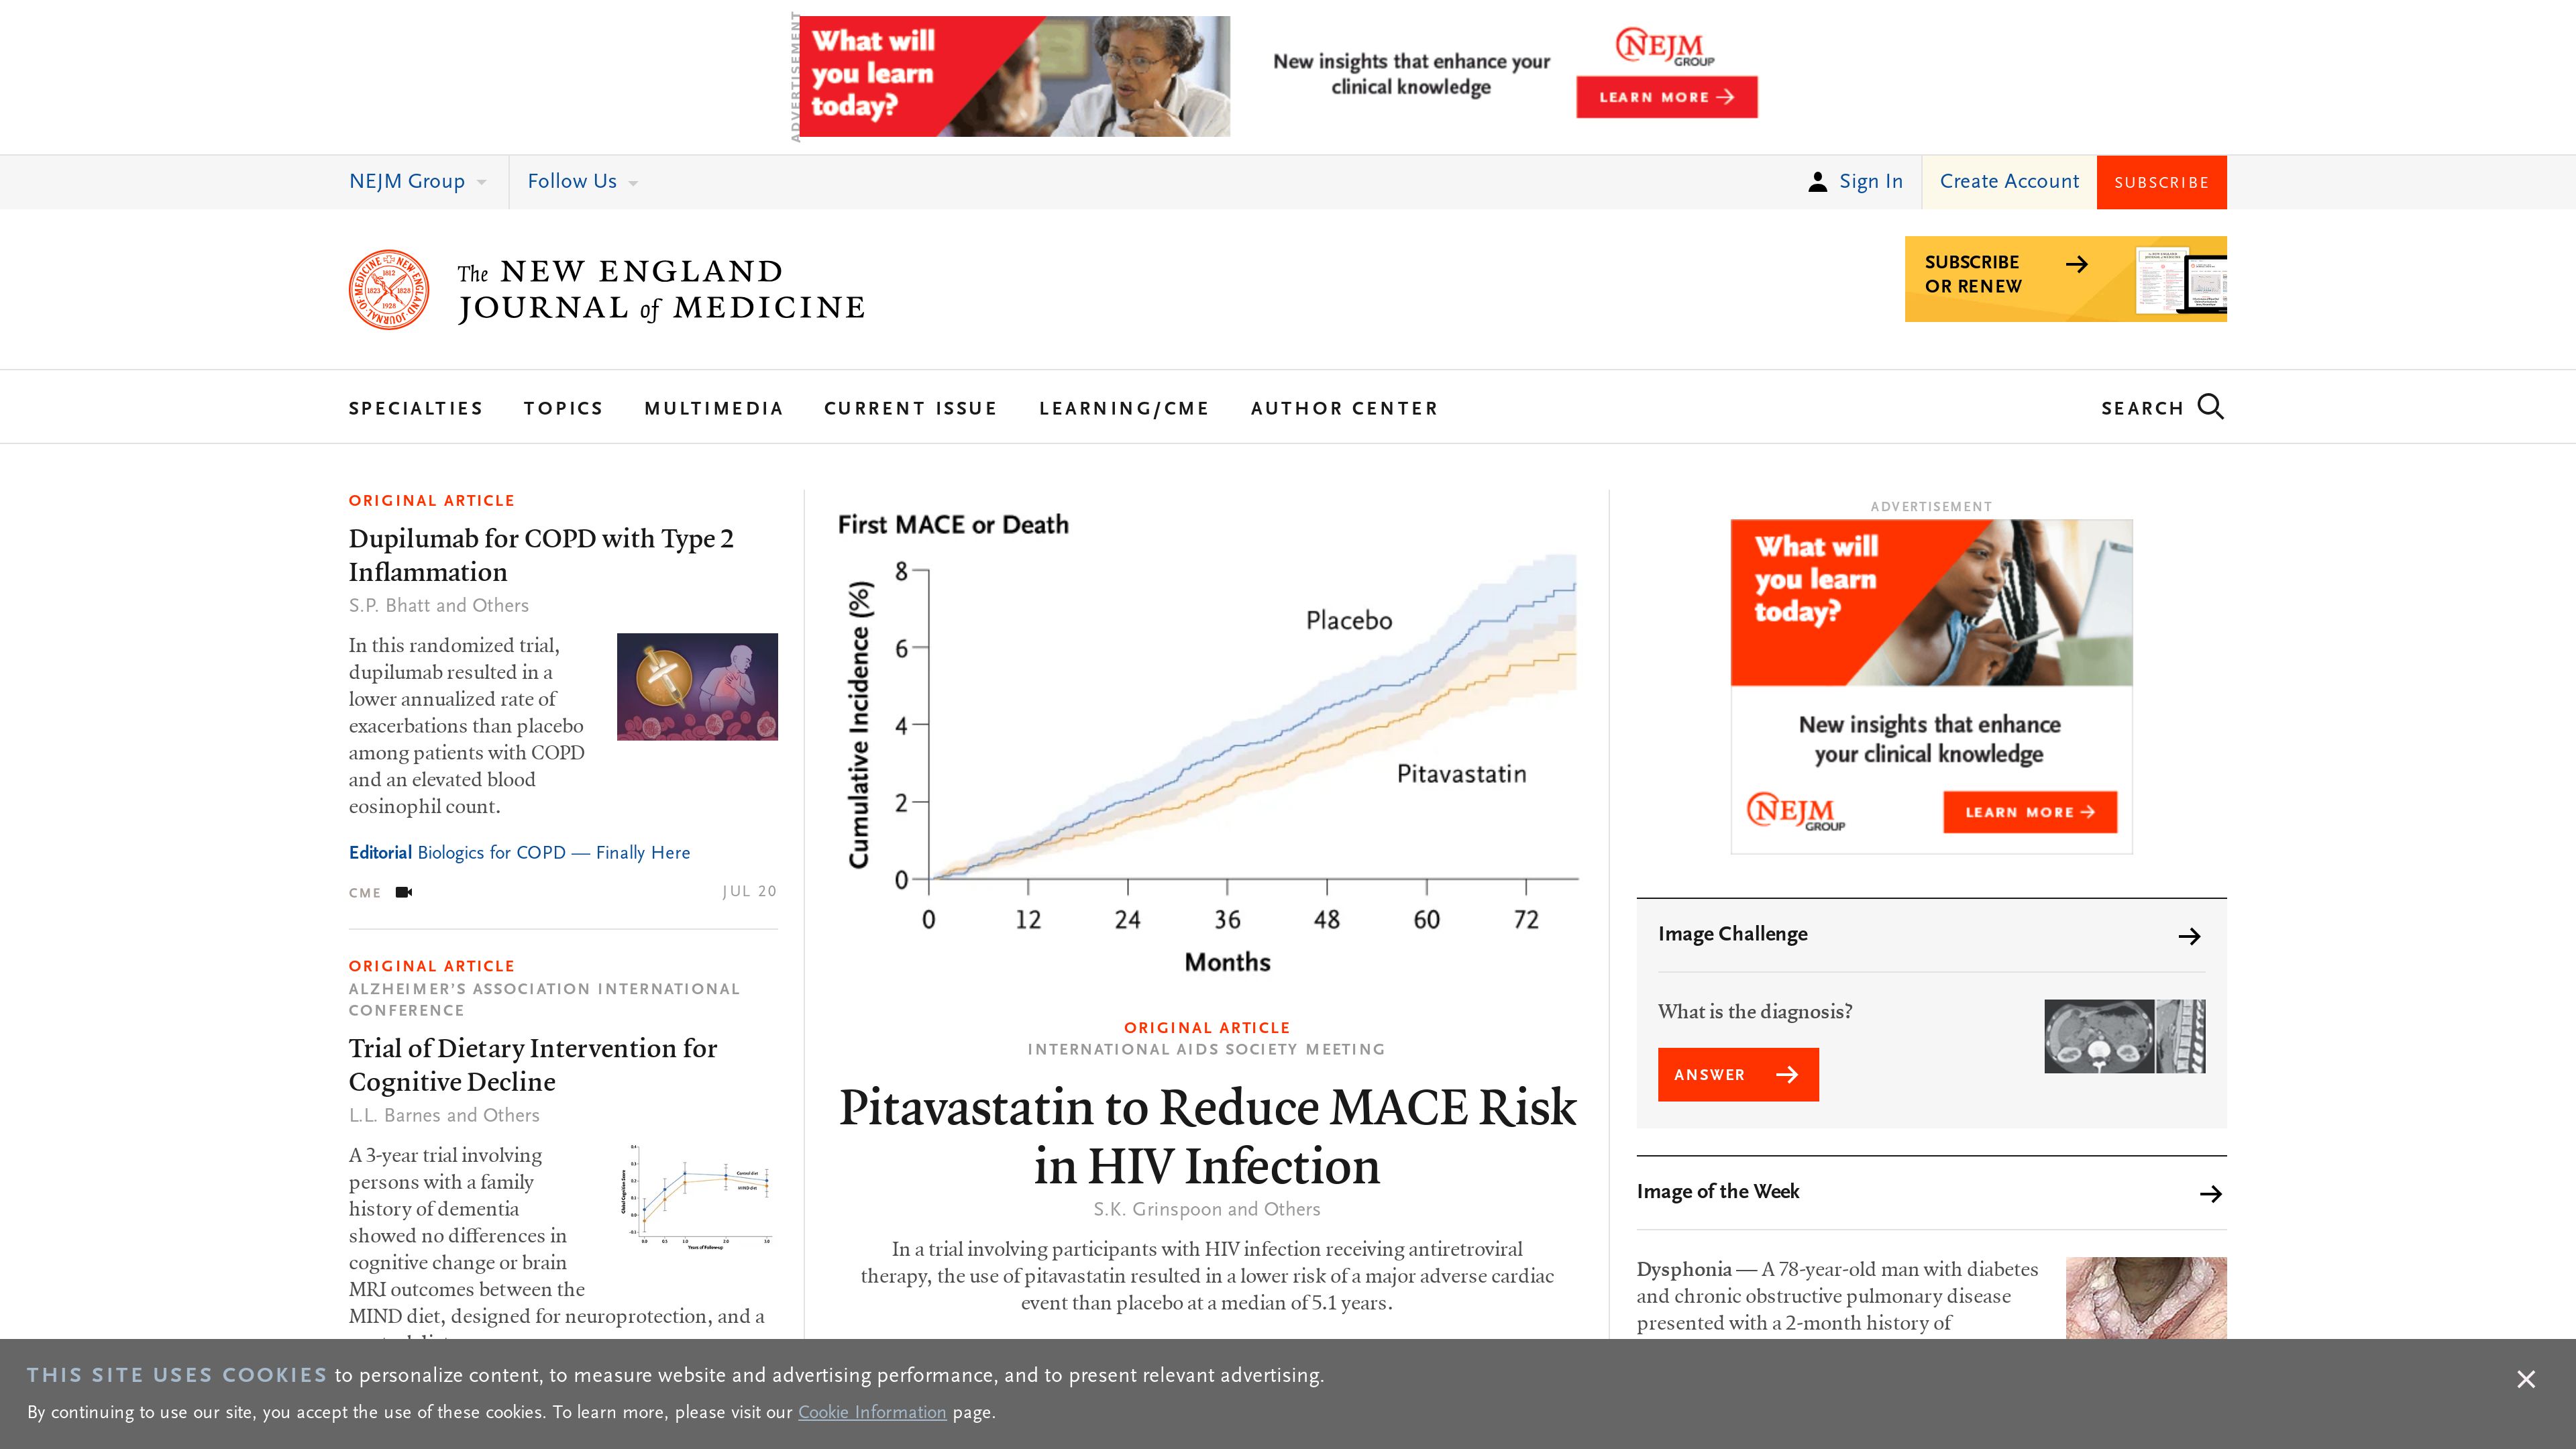 ADVERTISEMENT
What will
you learn
today?
New insights that enhance your
clinical knowledge
NEJM
GROUP
LEARN MORE →
NEJM Group
Follow Us
Sign In
Create Account
SUBSCRIBE
The NEW ENGLAND
JOURNAL of MEDICINE
SUBSCRIBE
OR RENEW
SPECIALTIES TOPICS MULTIMEDIA CURRENT ISSUE LEARNING/CME AUTHOR CENTER SEARCH
ORIGINAL ARTICLE
Dupilumab for COPD with Type 2
Inflammation
S.P. Bhatt and Others
In this randomized trial,
dupilumab resulted in a
lower annualized rate of
exacerbations than placebo
among patients with COPD
and an elevated blood
eosinophil count.
Editorial Biologics for COPD — Finally Here
CME JUL 20
ORIGINAL ARTICLE
ALZHEIMER'S ASSOCIATION INTERNATIONAL
CONFERENCE
Trial of Dietary Intervention for
Cognitive Decline
L.L. Barnes and Others
A 3-year trial involving
persons with a family
history of dementia
showed no differences in
cognitive change or brain
MRI outcomes between the
MIND diet, designed for neuroprotection, and a
First MACE or Death
Cumulative Incidence (%)
8
6
4
2
0
Placebo
Pitavastatin
0 12 24 36 48 60 72
Months
ORIGINAL ARTICLE
INTERNATIONAL AIDS SOCIETY MEETING
Pitavastatin to Reduce MACE Risk
in HIV Infection
S.K. Grinspoon and Others
In a trial involving participants with HIV infection receiving antiretroviral
therapy, the use of pitavastatin resulted in a lower risk of a major adverse cardiac
event than placebo at a median of 5.1 years.
ADVERTISEMENT
What will
you learn
today?
New insights that enhance
your clinical knowledge
NEJM
GROUP
LEARN MORE →
Image Challenge
What is the diagnosis?
ANSWER
Image of the Week
Dysphonia — A 78-year-old man with diabetes
and chronic obstructive pulmonary disease
presented with a 2-month history of
THIS SITE USES COOKIES to personalize content, to measure website and advertising performance, and to present relevant advertising.
By continuing to use our site, you accept the use of these cookies. To learn more, please visit our Cookie Information page.